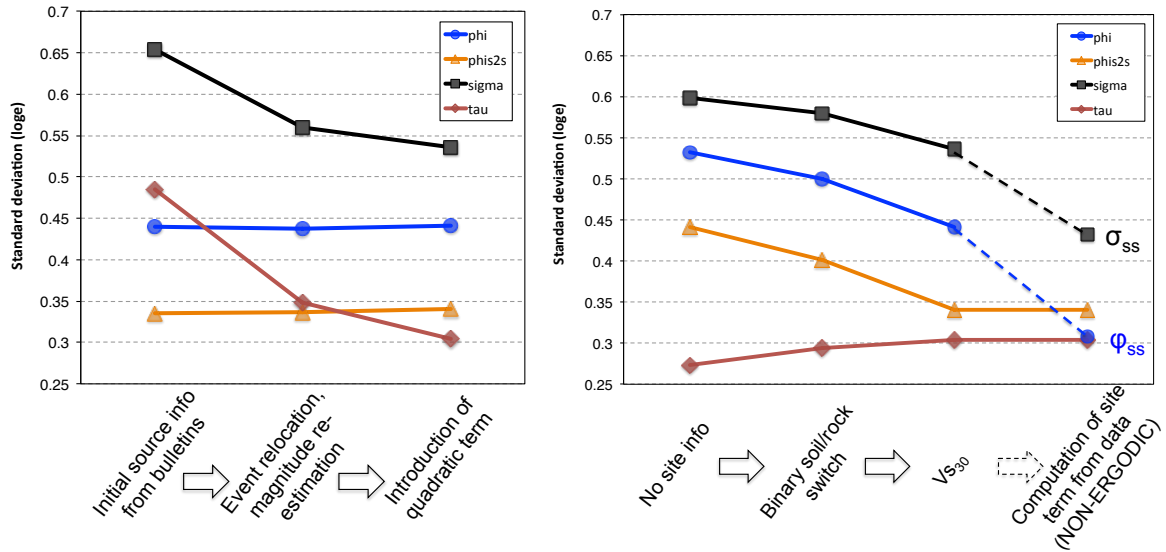 0.7
0.65
0.6
0.55
0.5
0.45
0.4
0.35
0.3
0.25
Standard deviation (loge)
phi
phis2s
sigma
tau
Initial source info
from bulletins
Event relocation,
magnitude re-
estimation
Introduction of
quadratic term
0.7
0.65
0.6
0.55
0.5
0.45
0.4
0.35
0.3
0.25
Standard deviation (loge)
phi
phis2s
sigma
tau
σss
φss
No site info
Binary soil/rock
switch
Vs30
Computation of site
term from data
(NON-ERGODIC)